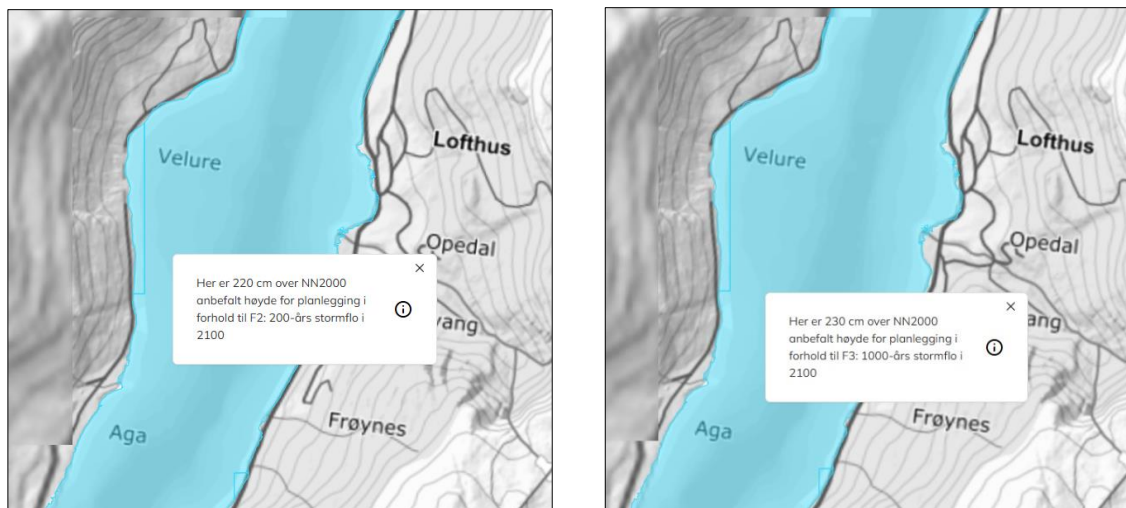 Velure
Lofthus
Opedal
Her er 220 cm over NN2000
anbefalt høyde for planlegging i
forhold til F2: 200-års stormflo i
2100
vang
Aga
Frøynes
Velure
Lofthus
Opedal
Her er 230 cm over NN2000
anbefalt høyde for planlegging i
forhold til F3: 1000-års stormflo i
2100
ang
Aga
Frøynes